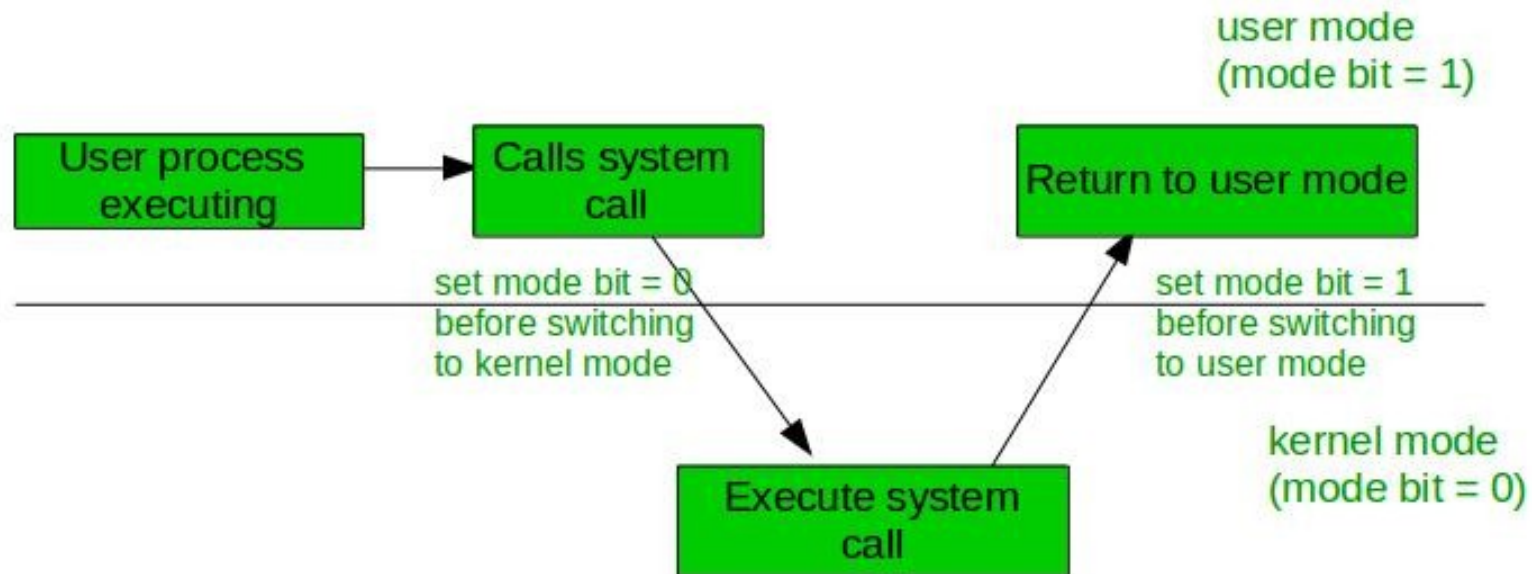 user mode
(mode bit = 1)
User process
executing
Calls system
call
Return to user mode
set mode bit = 0
before switching
to kernel mode
set mode bit = 1
before switching
to user mode
kernel mode
(mode bit = 0)
Execute system
call